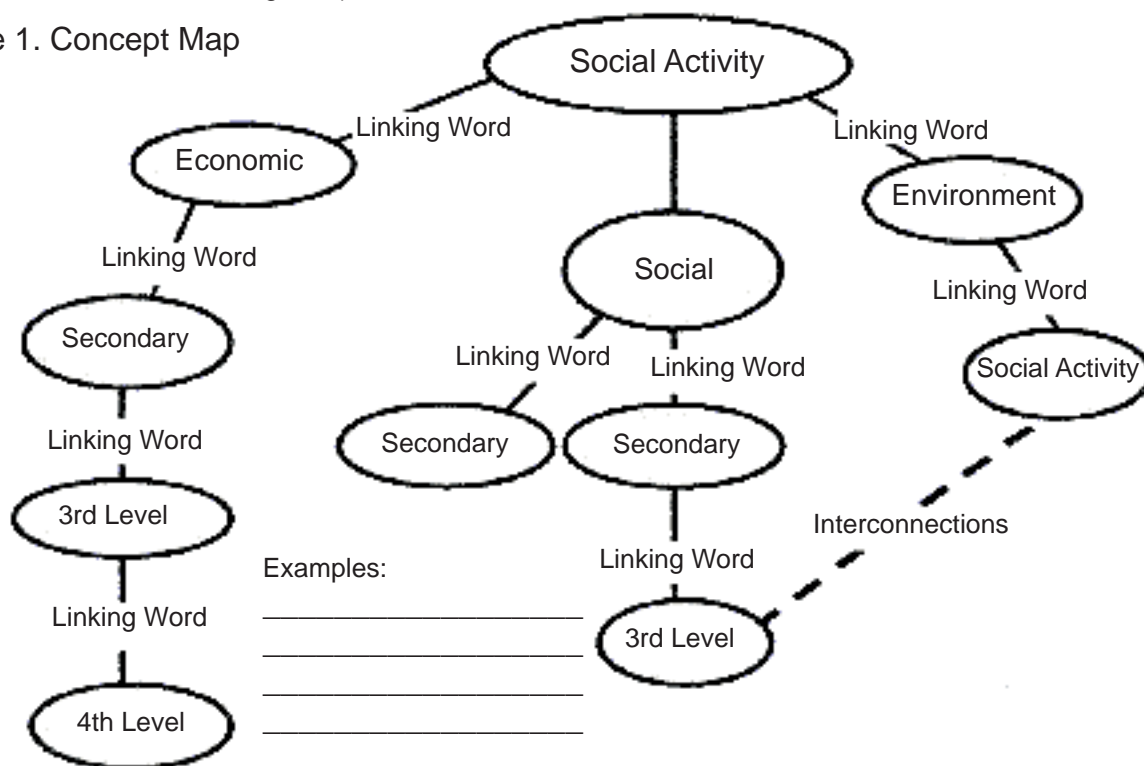 e 1. Concept Map
Social Activity
Linking Word
Linking Word
Economic
Environment
Linking Word
Social
Linking Word
Secondary
Linking Word
Linking Word
Social Activity
Linking Word
Secondary
Secondary
3rd Level
Interconnections
Linking Word
Examples:
Linking Word
3rd Level
4th Level